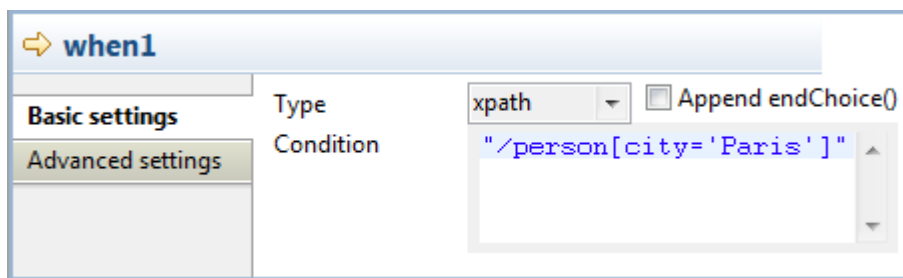 when1
Basic settings
Advanced settings
Type xpath Append endChoice()
Condition "/person[city='Paris']"